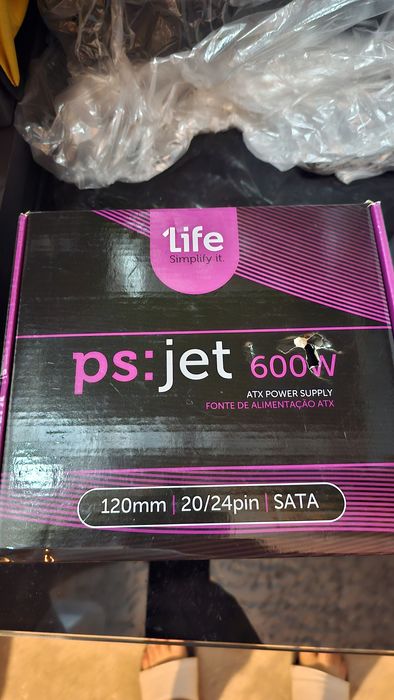 1Life
Simplify it.
ps:jet 600W
ATX POWER SUPPLY
FONTE DE ALIMENTAÇÃO ATX
120mm | 20/24pin | SATA